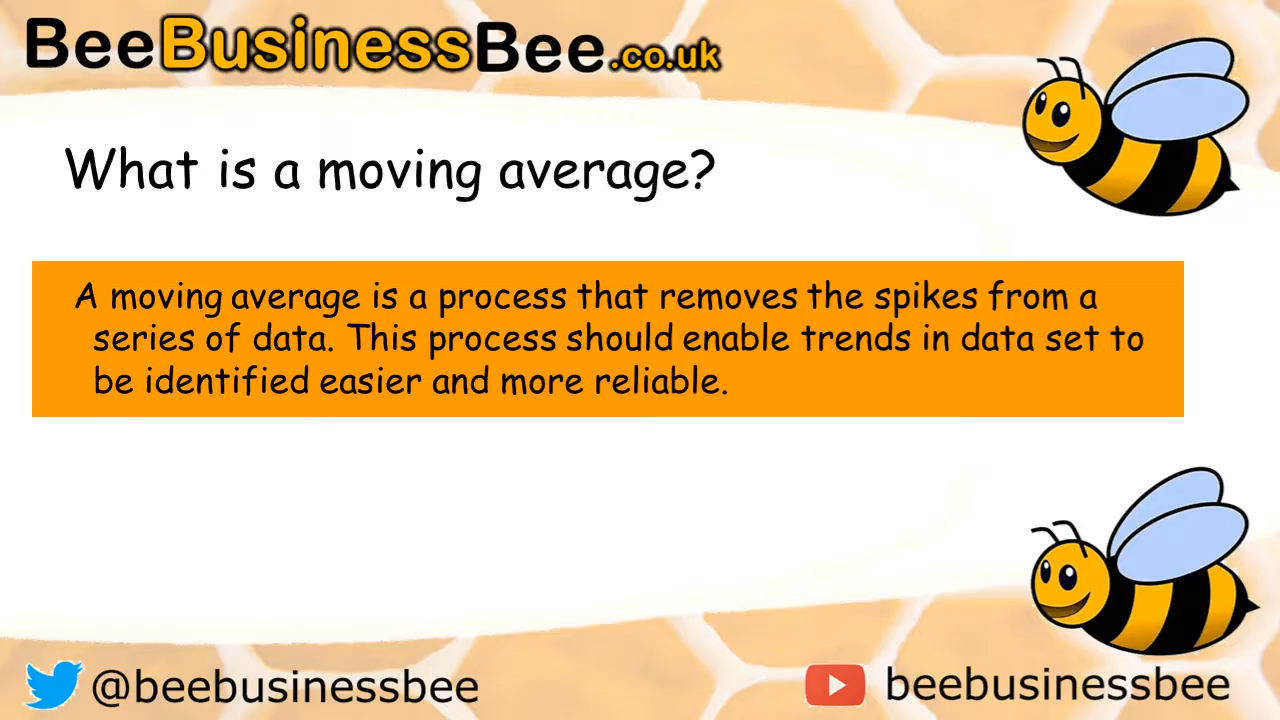 BeeBusinessBee.co.uk
What is a moving average?
A moving average is a process that removes the spikes from a
series of data. This process should enable trends in data set to
be identified easier and more reliable.
@beebusinessbee
beebusinessbee